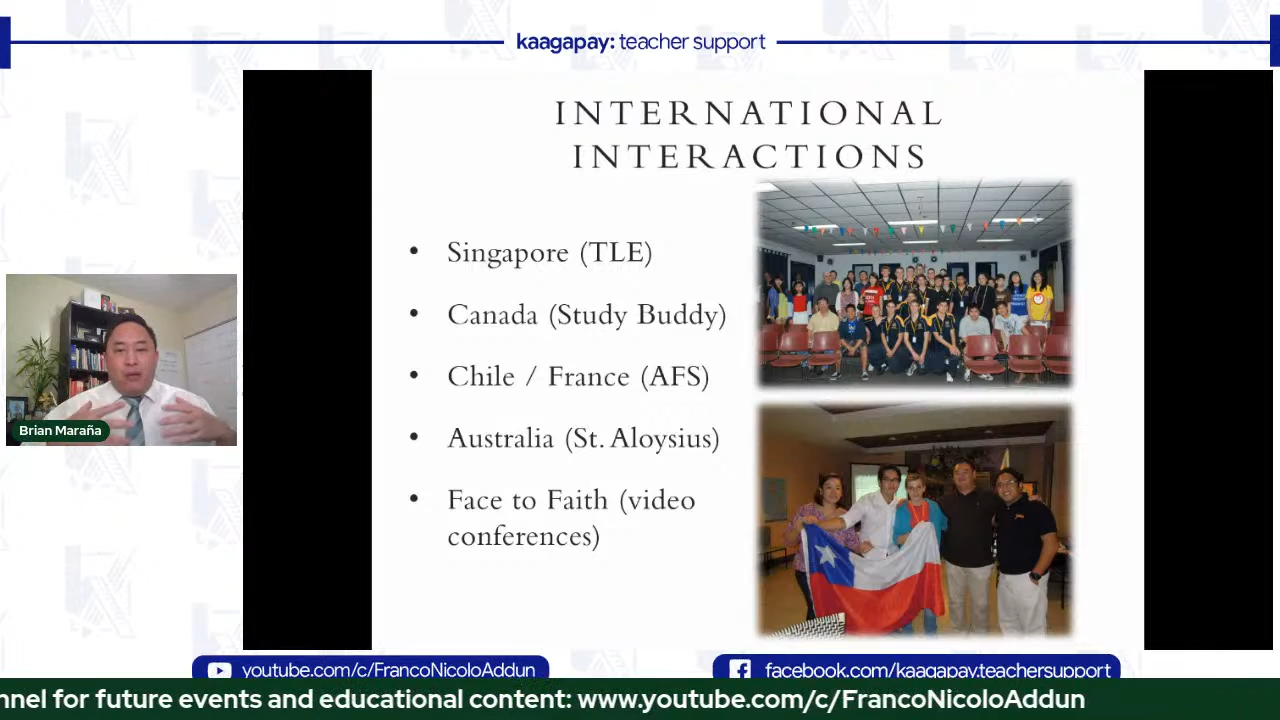 kaagapay: teacher support
INTERNATIONAL
INTERACTIONS
• Singapore (TLE)
• Canada (Study Buddy)
• Chile / France (AFS)
• Australia (St. Aloysius)
• Face to Faith (video
conferences)
Brian Maraña
youtube.com/c/FrancoNicoloAddun
facebook.com/kaagapay.teachersupport
nnel for future events and educational content: www.youtube.com/c/FrancoNicoloAddun